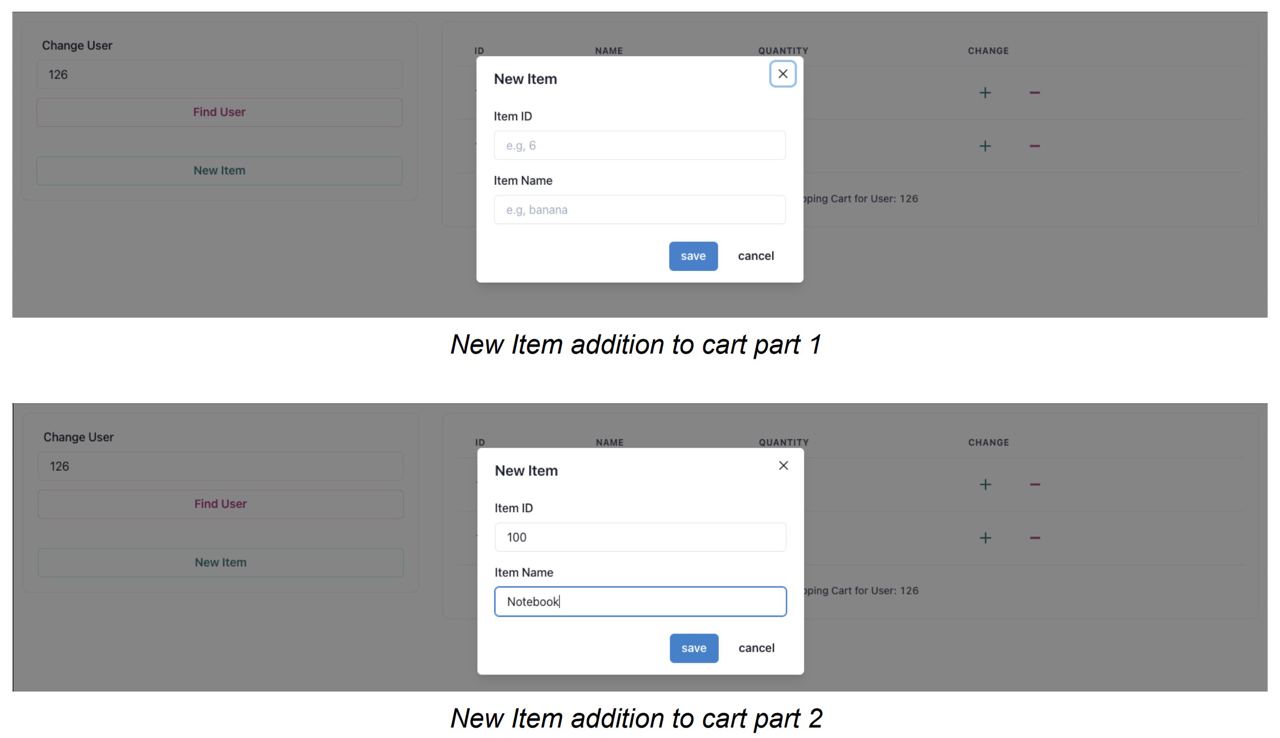 Change User
126
Find User
New Item
ID NAME QUANTITY CHANGE
New Item
Item ID
e.g, 6
Item Name
e.g, banana
save cancel
Cart for User: 126
New Item addition to cart part 1
Change User
126
Find User
New Item
ID NAME QUANTITY CHANGE
New Item
Item ID
100
Item Name
Notebook
save cancel
Cart for User: 126
New Item addition to cart part 2